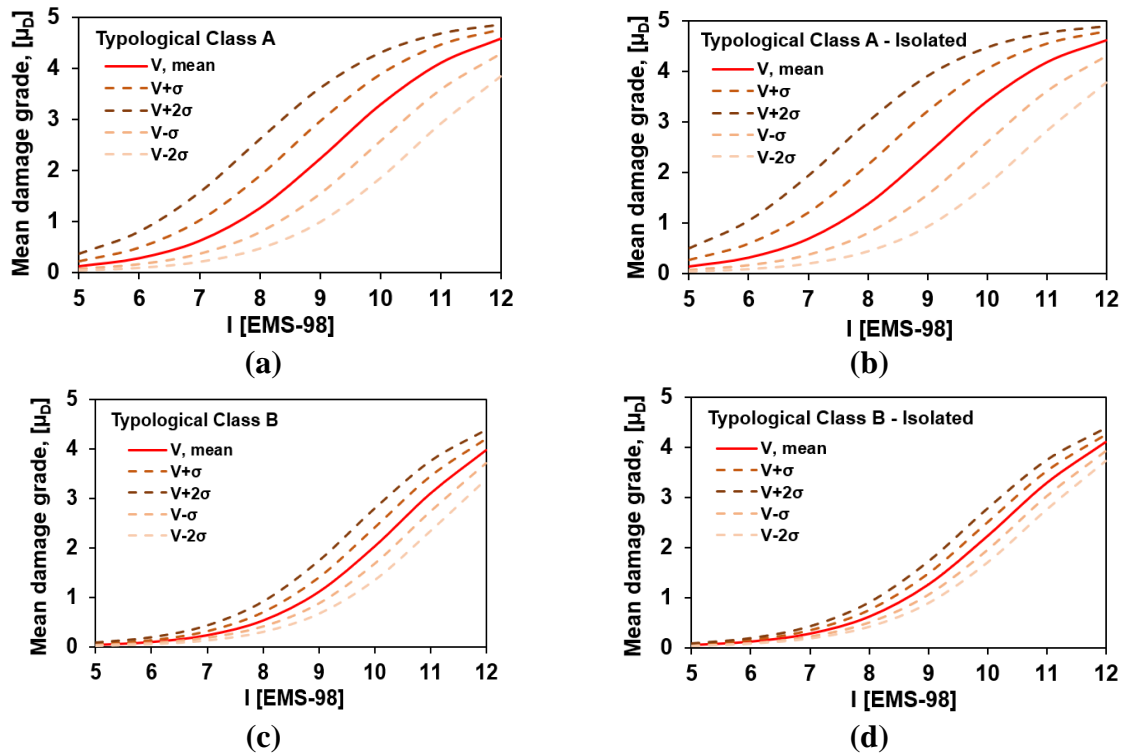 Mean damage grade, [μD]
5
4
3
2
1
0
Typological Class A
V, mean
V+σ
V+2σ
V-σ
V-2σ
5 6 7 8 9 10 11 12
I [EMS-98]
(a)
Mean damage grade, [μD]
5
4
3
2
1
0
Typological Class A - Isolated
V, mean
V+σ
V+2σ
V-σ
V-2σ
5 6 7 8 9 10 11 12
I [EMS-98]
(b)
Mean damage grade, [μD]
5
4
3
2
1
0
Typological Class B
V, mean
V+σ
V+2σ
V-σ
V-2σ
5 6 7 8 9 10 11 12
I [EMS-98]
(c)
Mean damage grade, [μD]
5
4
3
2
1
0
Typological Class B - Isolated
V, mean
V+σ
V+2σ
V-σ
V-2σ
5 6 7 8 9 10 11 12
I [EMS-98]
(d)